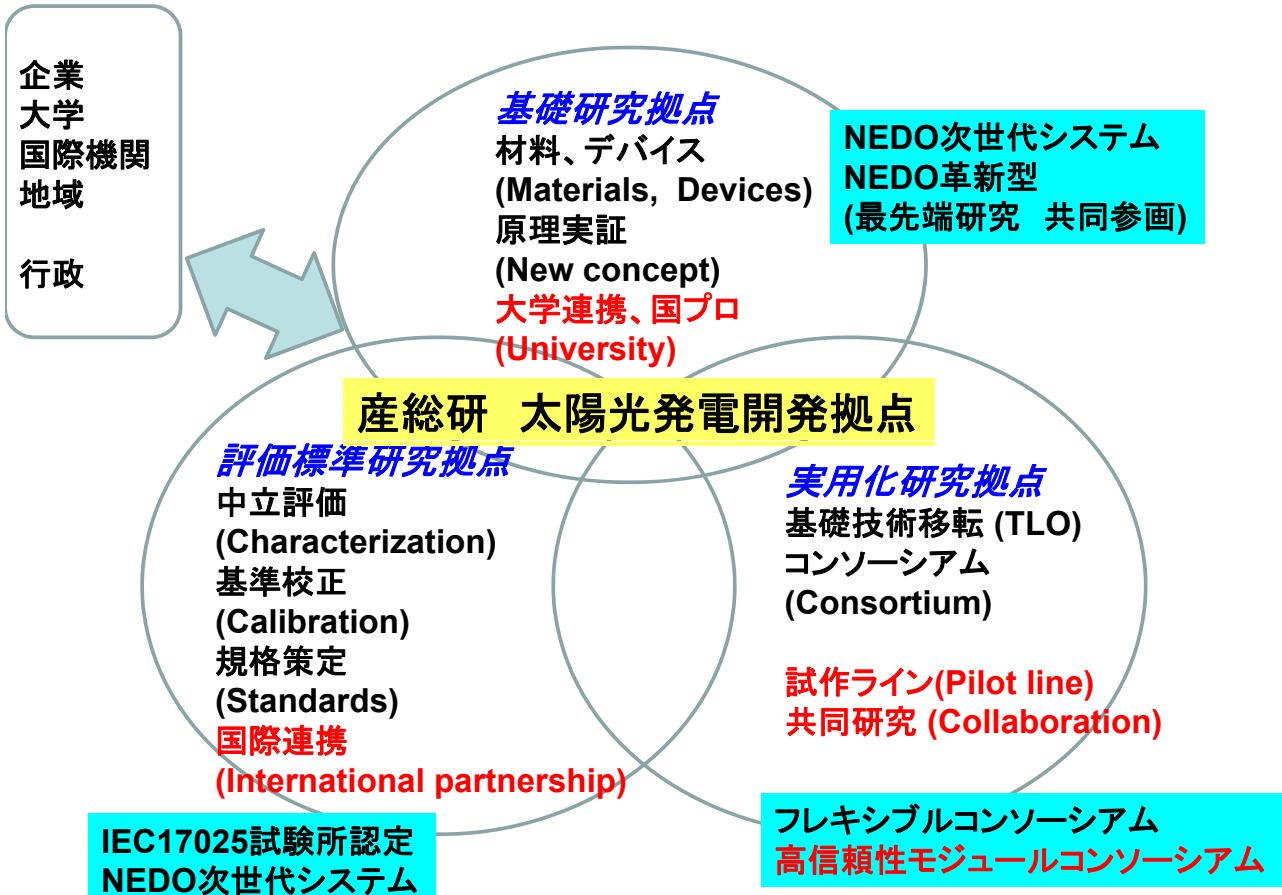 企業
大学
国際機関
地域
行政
基礎研究拠点
材料、デバイス
(Materials, Devices)
原理実証
(New concept)
大学連携、国プロ
(University)
NEDO次世代システム
NEDO革新型
(最先端研究 共同参画)
産総研 太陽光発電開発拠点
評価標準研究拠点
中立評価
(Characterization)
基準校正
(Calibration)
規格策定
(Standards)
国際連携
(International partnership)
実用化研究拠点
基礎技術移転 (TLO)
コンソーシアム
(Consortium)
試作ライン(Pilot line)
共同研究 (Collaboration)
IEC17025試験所認定
NEDO次世代システム
フレキシブルコンソーシアム
高信頼性モジュールコンソーシアム